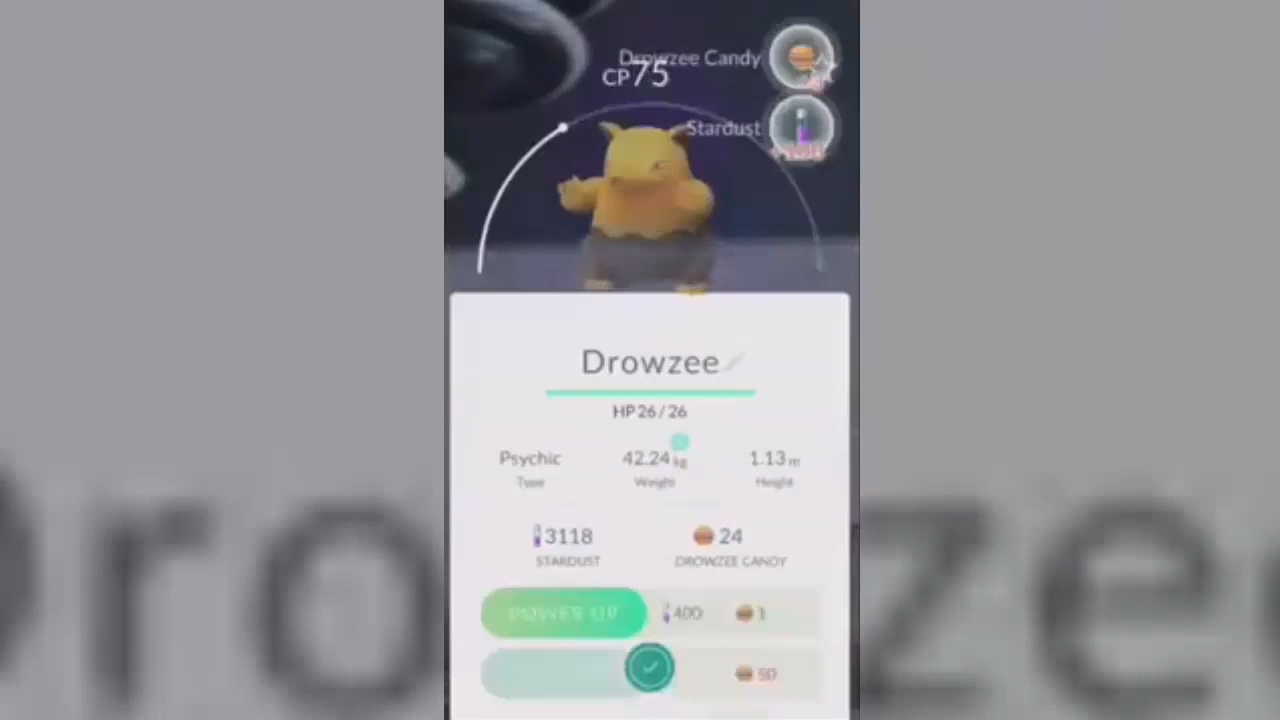 Drowzee Candy
CP75
Stardust
Drowzee
HP 26 / 26
Psychic 42.24 kg 1.13 m
Type Weight Height
3118 24
STARDUST DROWZEE CANDY
POWER UP 400 1
50